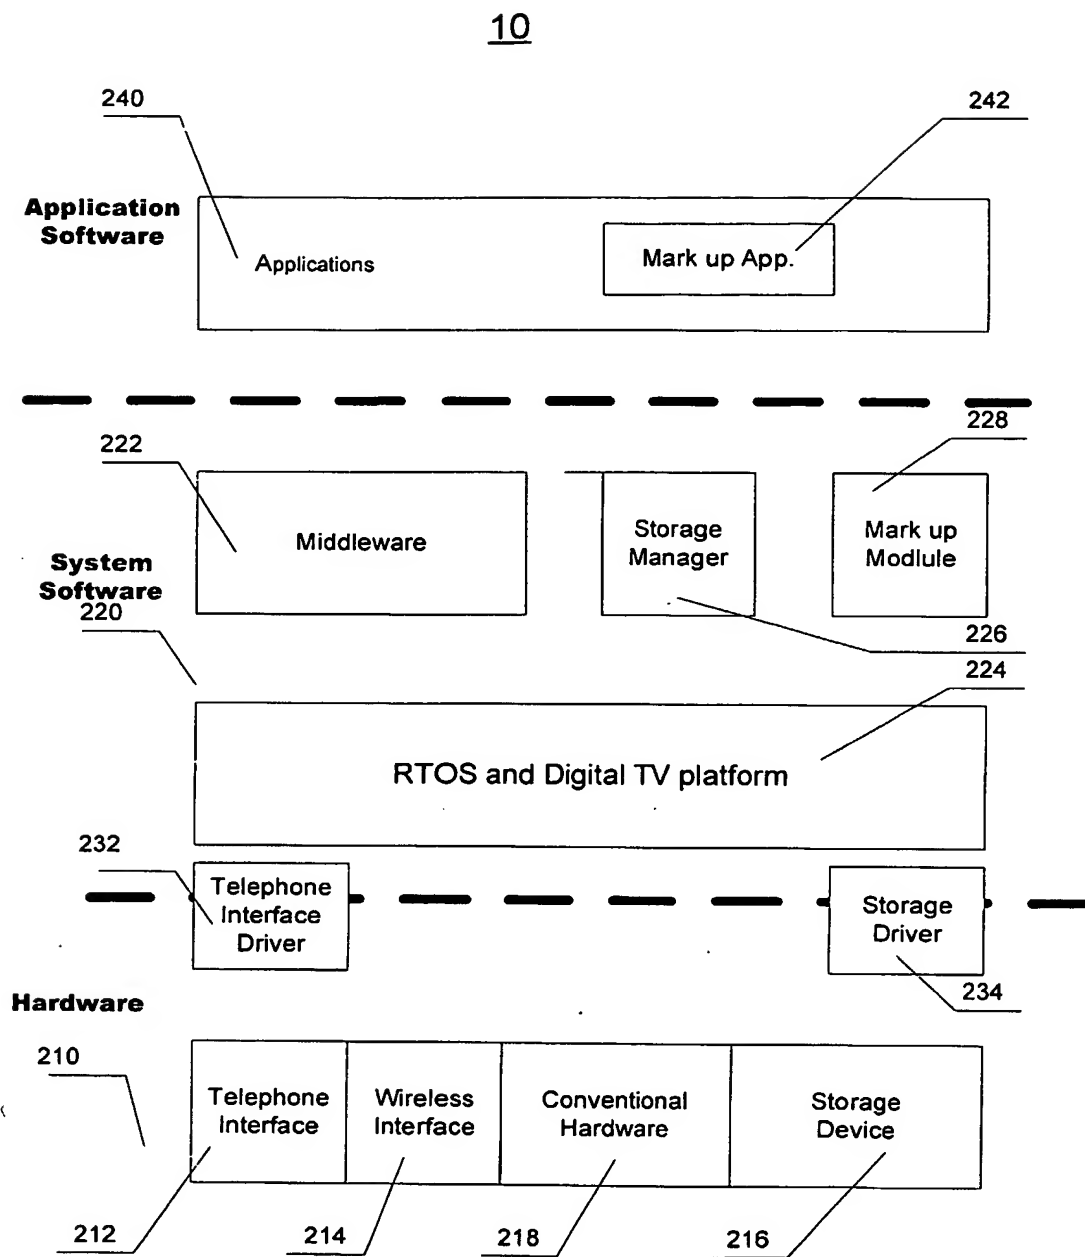 10
240
242
Application
Software
Applications
Mark up App.
228
222
Middleware
Storage
Manager
Mark up
Modlule
System
Software
220
226
224
RTOS and Digital TV platform
232
Telephone
Interface
Driver
Storage
Driver
234
Hardware
210
Telephone
Interface
Wireless
Interface
Conventional
Hardware
Storage
Device
212
214
218
216